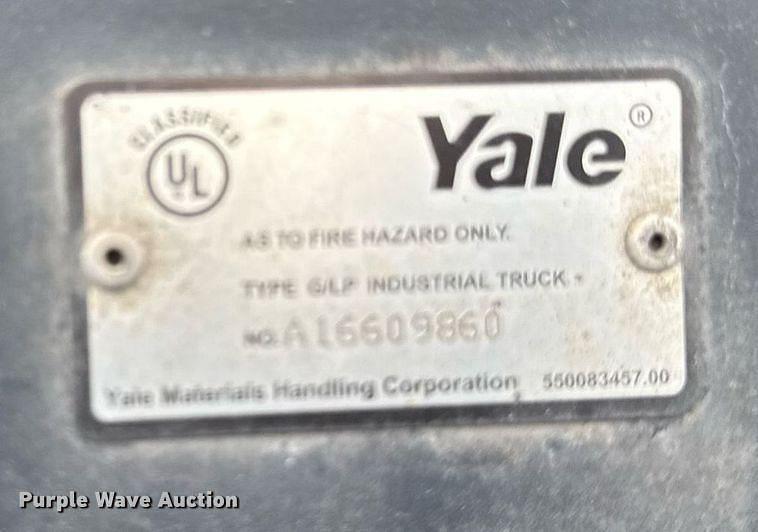 CLASSIFIED
UL
Yale ®
AS TO FIRE HAZARD ONLY.
TYPE G/LP INDUSTRIAL TRUCK -
NO. A16609860
Yale Materials Handling Corporation 550083457.00
Purple Wave Auction